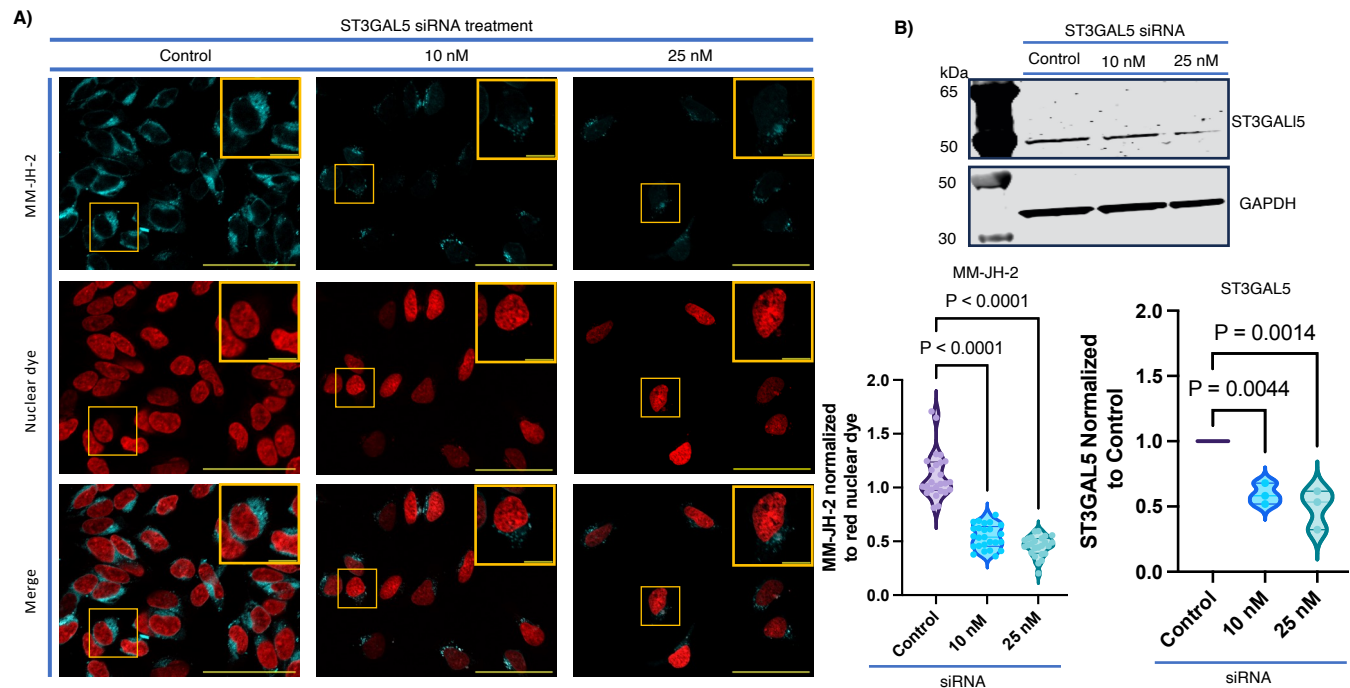 A)
ST3GAL5 siRNA treatment
Control
10 nM
25 nM
MM-JH-2
Nuclear dye
Merge
B)
ST3GAL5 siRNA
Control
10 nM
25 nM
kDa
65
50
ST3GALI5
50
30
GAPDH
MM-JH-2
P < 0.0001
P < 0.0001
2.0
1.5
1.0
0.5
0.0
MM-JH-2 normalized
to red nuclear dye
Control
10 nM
25 nM
siRNA
ST3GAL5
P = 0.0014
P = 0.0044
2.0
1.5
1.0
0.5
0.0
ST3GAL5 Normalized
to Control
Control
10 nM
25 nM
siRNA